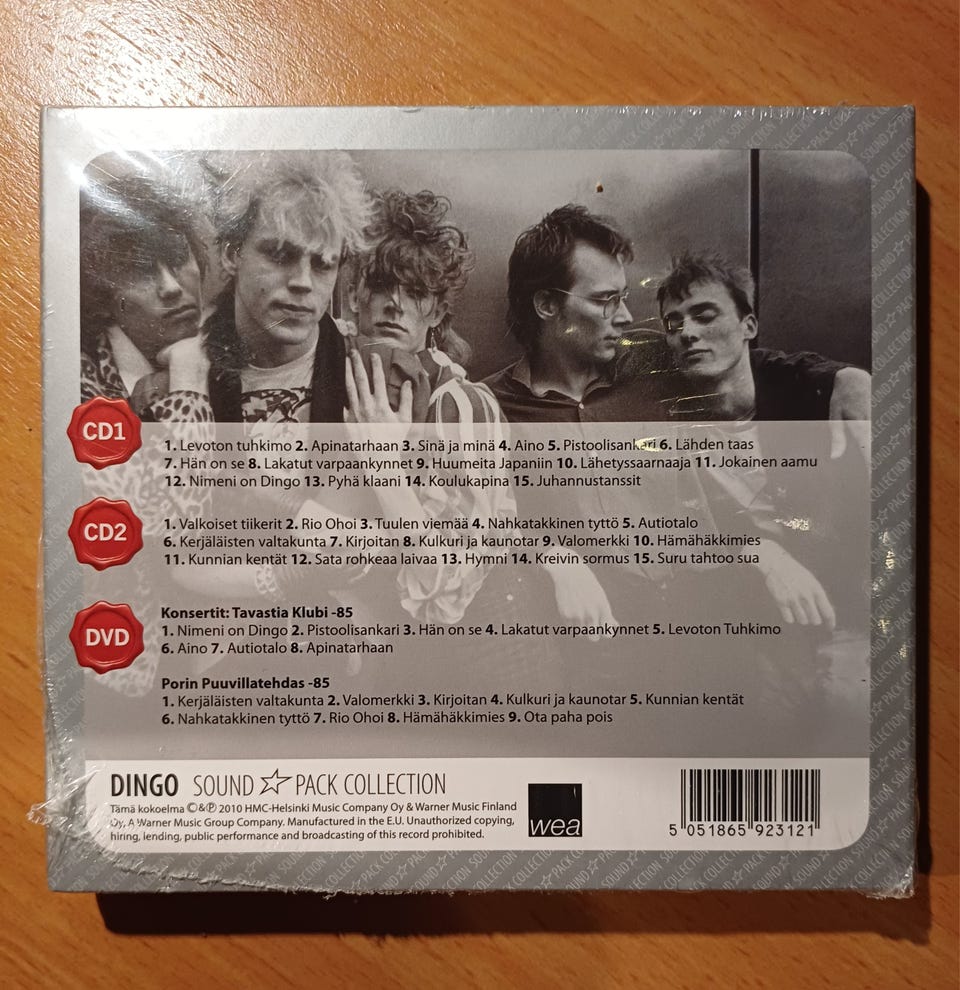 CD1
1. Levoton tuhkimo 2. Apinatarhaan 3. Sinä ja minä 4. Aino 5. Pistoolisankari 6. Lähden taas
7. Hän on se 8. Lakatut varpaankynnet 9. Huumeita Japaniin 10. Lähetyssaarnaaja 11. Jokainen aamu
12. Nimeni on Dingo 13. Pyhä klaani 14. Koulukapina 15. Juhannustanssit
CD2
1. Valkoiset tiikerit 2. Rio Ohoi 3. Tuulen viemää 4. Nahkatakkinen tyttö 5. Autiotalo
6. Kerjäläisten valtakunta 7. Kirjoitan 8. Kulkuri ja kaunotar 9. Valomerkki 10. Hämähäkkimies
11. Kunnian kentät 12. Sata rohkeaa laivaa 13. Hymni 14. Kreivin sormus 15. Suru tahtoo sua
DVD
Konsertit: Tavastia Klubi -85
1. Nimeni on Dingo 2. Pistoolisankari 3. Hän on se 4. Lakatut varpaankynnet 5. Levoton Tuhkimo
6. Aino 7. Autiotalo 8. Apinatarhaan
Porin Puuvillatehdas -85
1. Kerjäläisten valtakunta 2. Valomerkki 3. Kirjoitan 4. Kulkuri ja kaunotar 5. Kunnian kentät
6. Nahkatakkinen tyttö 7. Rio Ohoi 8. Hämähäkkimies 9. Ota paha pois
DINGO SOUND ☆ PACK COLLECTION
Tämä kokoelma ©&℗ 2010 HMC-Helsinki Music Company Oy & Warner Music Finland
Oy, A Warner Music Group Company. Manufactured in the E.U. Unauthorized copying,
hiring, lending, public performance and broadcasting of this record prohibited.
wea
5 051865 923121